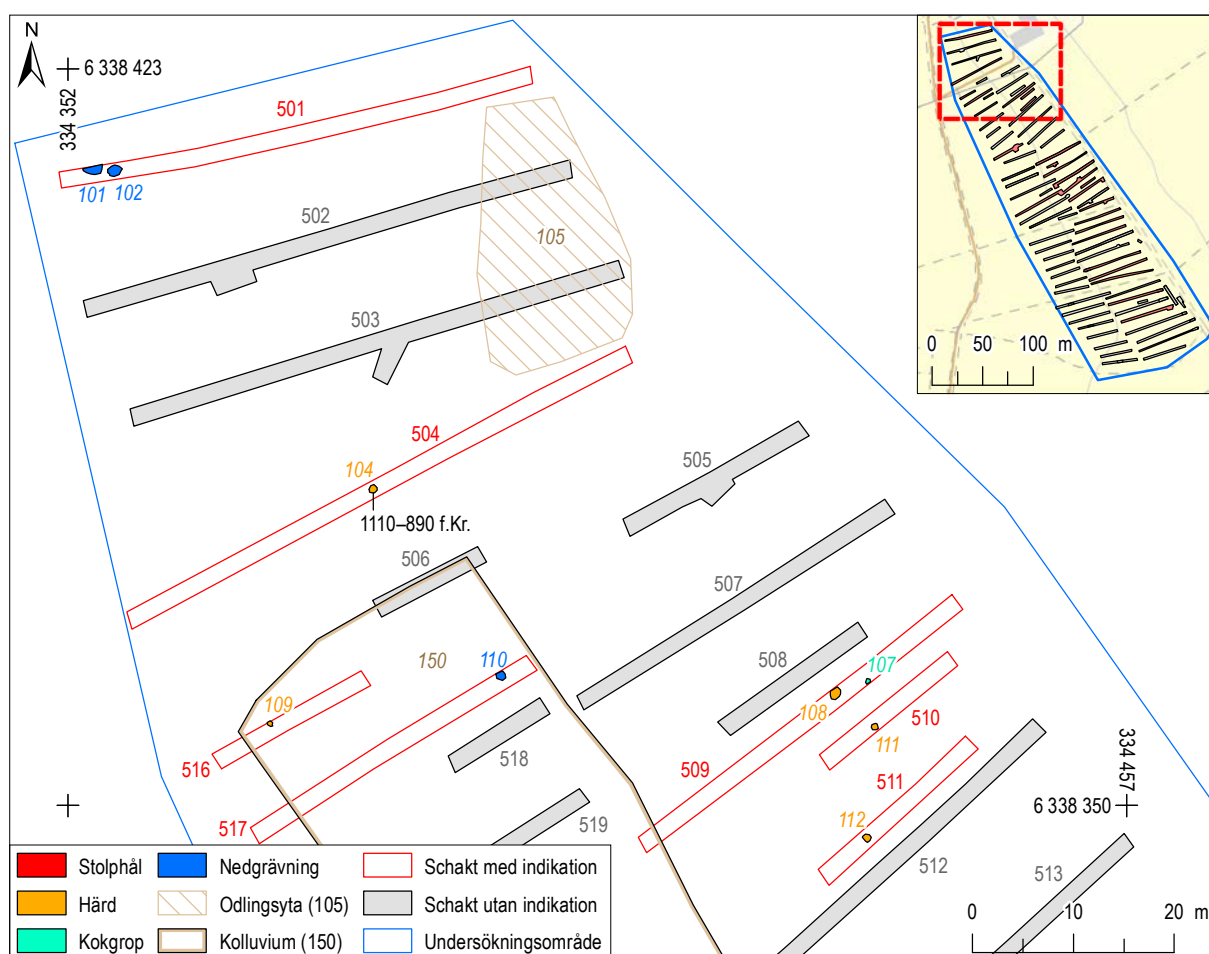 N
6 338 423
334 352
501
101
102
502
105
503
504
104
1110–890 f.Kr.
505
506
507
150
110
508
107
109
108
510
111
516
509
511
518
334 457
6 338 350
112
517
519
512
513
0 50 100 m
0 10 20 m
Stolphål
Nedgrävning
Schakt med indikation
Härd
Odlingsyta (105)
Schakt utan indikation
Kokgrop
Kolluvium (150)
Undersökningsområde